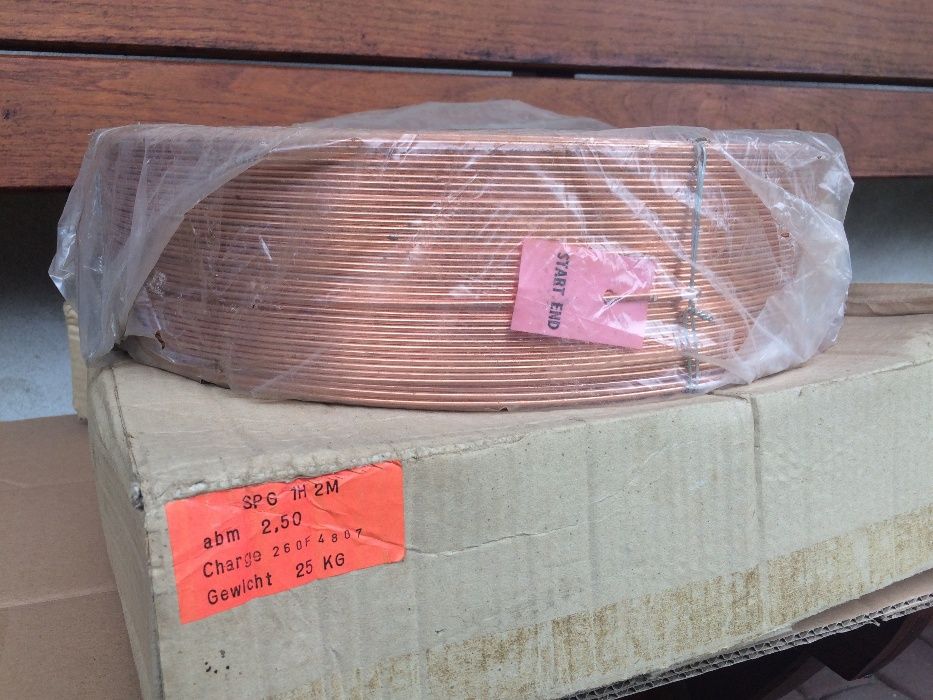 START END
SPG 1H 2M
abm 2,50
Charge 260F4807
Gewicht 25 KG